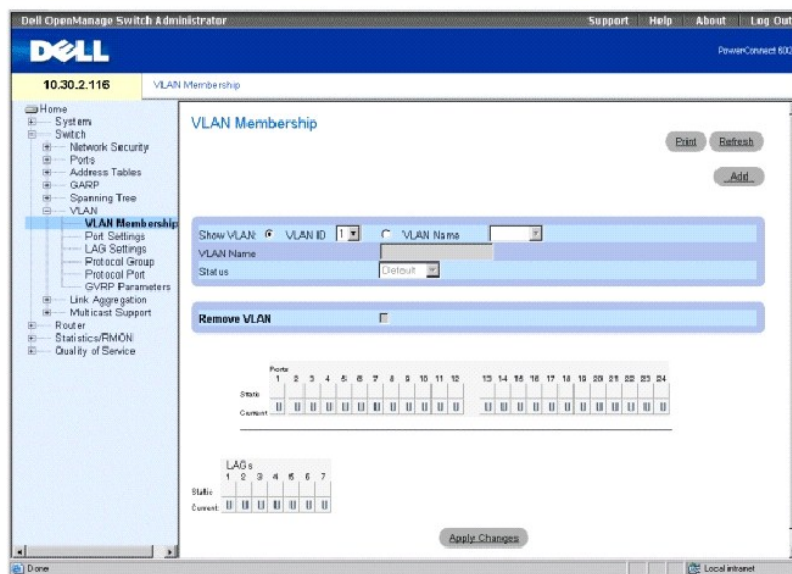 Dell OpenManage Switch Administrator Support Help About Log Out
DELL
PowerConnect 602
10.30.2.116 VLAN Membership
Home
System
Switch
Network Security
Ports
Address Tables
GARP
Spanning Tree
VLAN
VLAN Membership
Port Settings
LAG Settings
Protocol Group
Protocol Port
GVRP Parameters
Link Aggregation
Multicast Support
Router
Statistics/RMON
Quality of Service
VLAN Membership
Print Refresh
Add
Show VLAN: VLAN ID 1 VLAN Name
VLAN Name
Status Default
Remove VLAN
Ports
1 2 3 4 5 6 7 8 9 10 11 12 13 14 15 16 17 18 19 20 21 22 23 24
Static
Current U U U U U U U U U U U U U U U U U U U U U U U U
LAGs
1 2 3 4 5 6 7
Static
Current U U U U U U U
Apply Changes
Done Local intranet